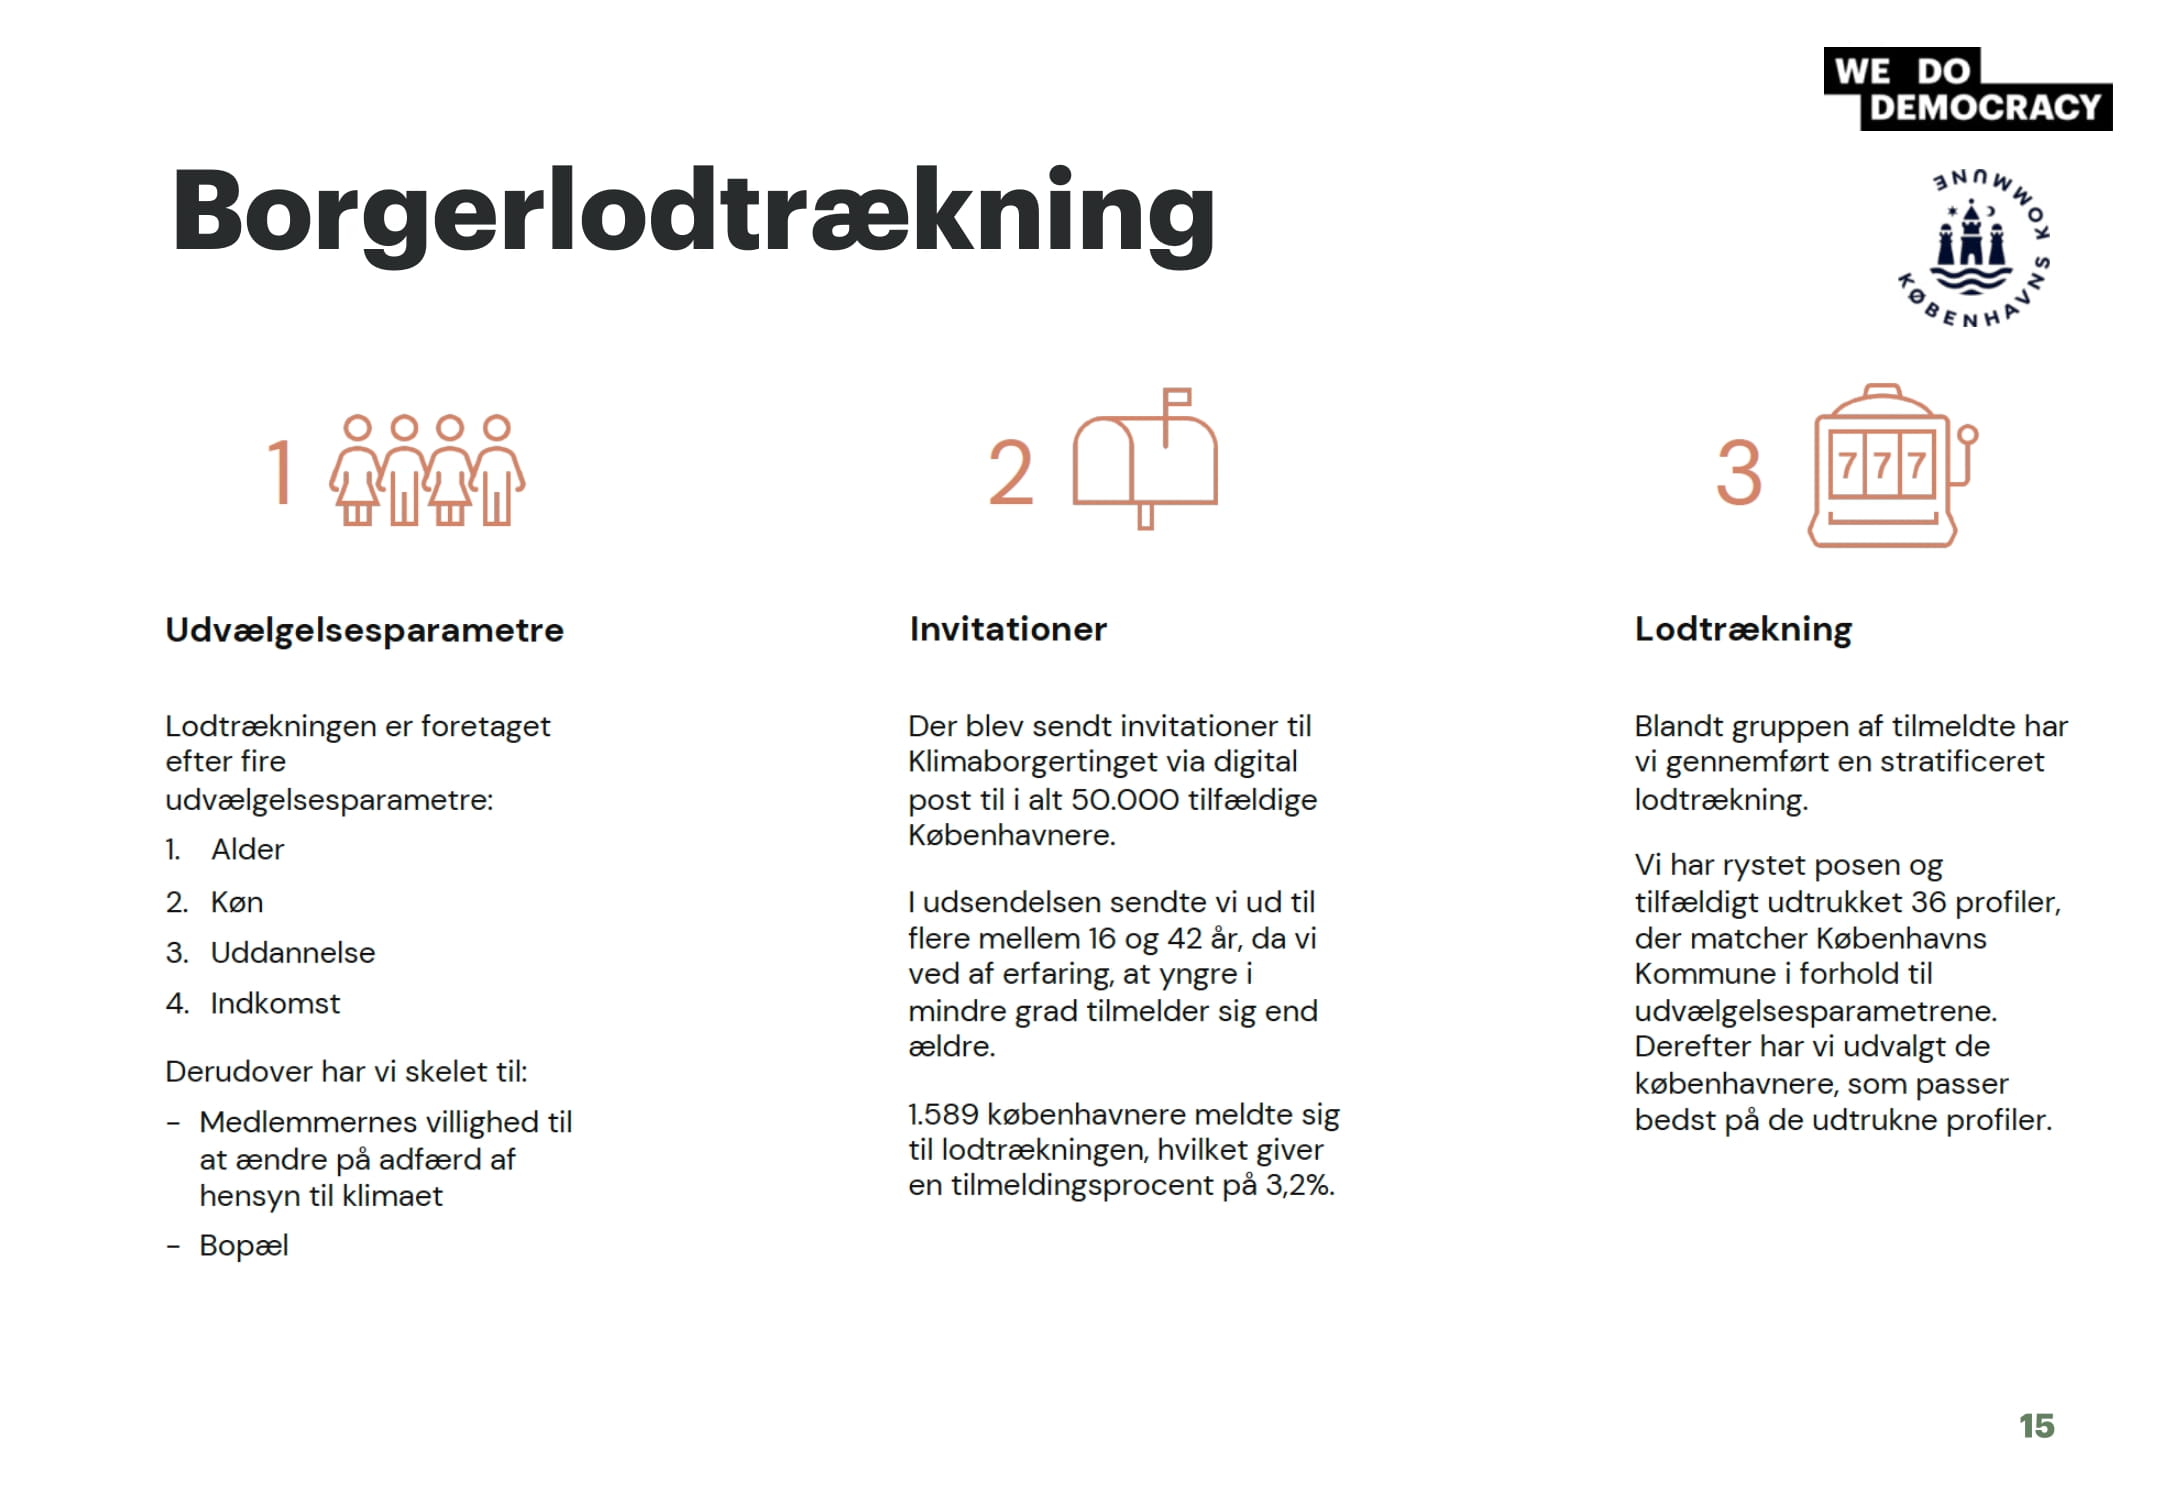 WE DO
DEMOCRACY
KØBENHAVNS KOMMUNE
Borgerlodtrækning
1
2
3
777
Udvælgelsesparametre
Lodtrækningen er foretaget
efter fire
udvælgelsesparametre:
1. Alder
2. Køn
3. Uddannelse
4. Indkomst
Derudover har vi skelet til:
- Medlemmernes villighed til
at ændre på adfærd af
hensyn til klimaet
- Bopæl
Invitationer
Der blev sendt invitationer til
Klimaborgertinget via digital
post til i alt 50.000 tilfældige
Københavnere.
I udsendelsen sendte vi ud til
flere mellem 16 og 42 år, da vi
ved af erfaring, at yngre i
mindre grad tilmelder sig end
ældre.
1.589 københavnere meldte sig
til lodtrækningen, hvilket giver
en tilmeldingsprocent på 3,2%.
Lodtrækning
Blandt gruppen af tilmeldte har
vi gennemført en stratificeret
lodtrækning.
Vi har rystet posen og
tilfældigt udtrukket 36 profiler,
der matcher Københavns
Kommune i forhold til
udvælgelsesparametrene.
Derefter har vi udvalgt de
københavnere, som passer
bedst på de udtrukne profiler.
15